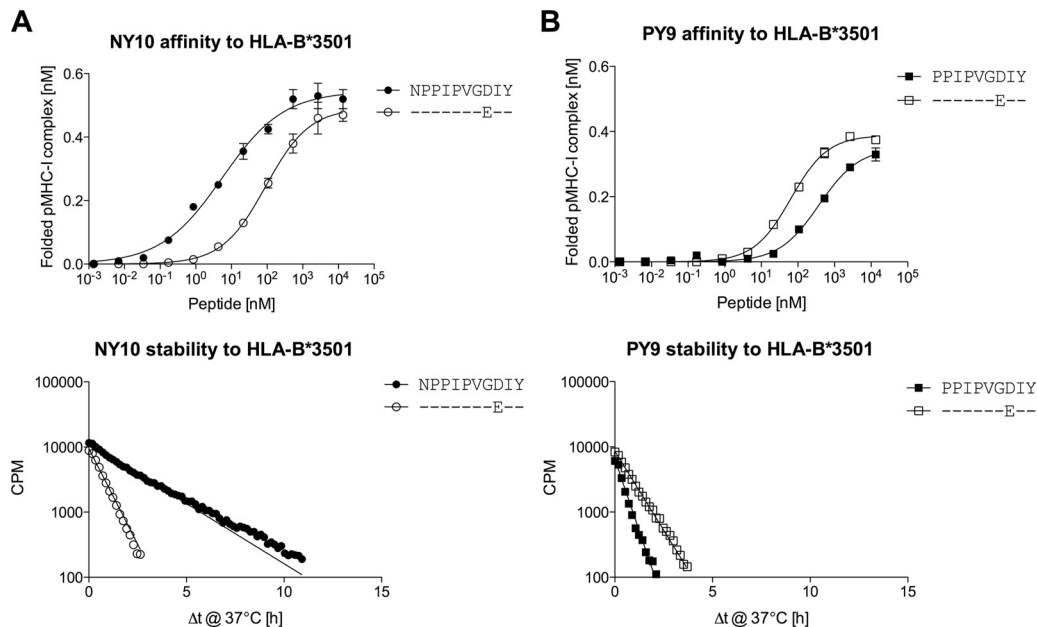 A
NY10 affinity to HLA-B*3501
Folded pMHC-I complex [nM]
0.6
0.4
0.2
0.0
10-3 10-2 10-1 100 101 102 103 104 105
Peptide [nM]
NPPIPVGDIY
-------E--
B
PY9 affinity to HLA-B*3501
Folded pMHC-I complex [nM]
0.6
0.4
0.2
0.0
10-3 10-2 10-1 100 101 102 103 104 105
Peptide [nM]
PPIPVGDIY
------E--
NY10 stability to HLA-B*3501
CPM
100000
10000
1000
100
0 5 10 15
Δt @ 37°C [h]
NPPIPVGDIY
-------E--
PY9 stability to HLA-B*3501
CPM
100000
10000
1000
100
0 5 10 15
Δt @ 37°C [h]
PPIPVGDIY
------E--